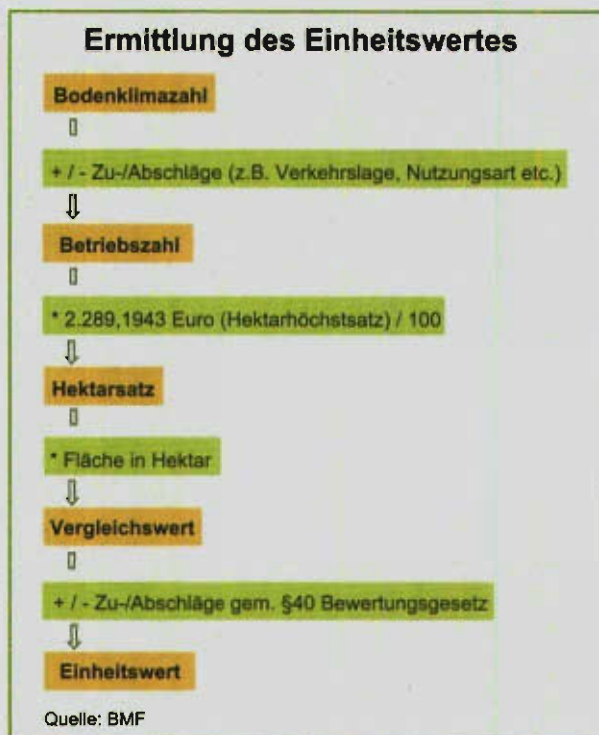 Ermittlung des Einheitswertes
Bodenklimazahl
+ / - Zu-/Abschläge (z.B. Verkehrslage, Nutzungsart etc.)
Betriebszahl
* 2.289,1943 Euro (Hektarhöchstsatz) / 100
Hektarsatz
* Fläche in Hektar
Vergleichswert
+ / - Zu-/Abschläge gem. §40 Bewertungsgesetz
Einheitswert
Quelle: BMF